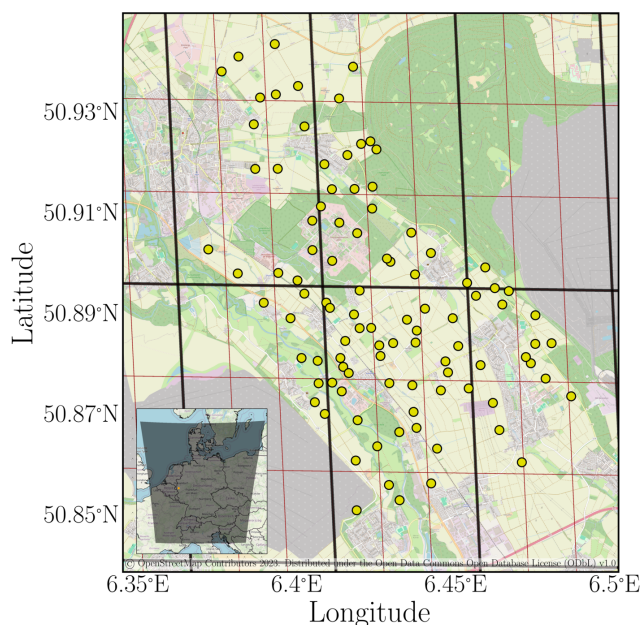 50.93°N
50.91°N
50.89°N
50.87°N
50.85°N
Latitude
© OpenStreetMap Contributors 2023. Distributed under the Open Data Commons Open Database License (ODbL) v1.0
6.35°E
6.4°E
6.45°E
6.5°E
Longitude